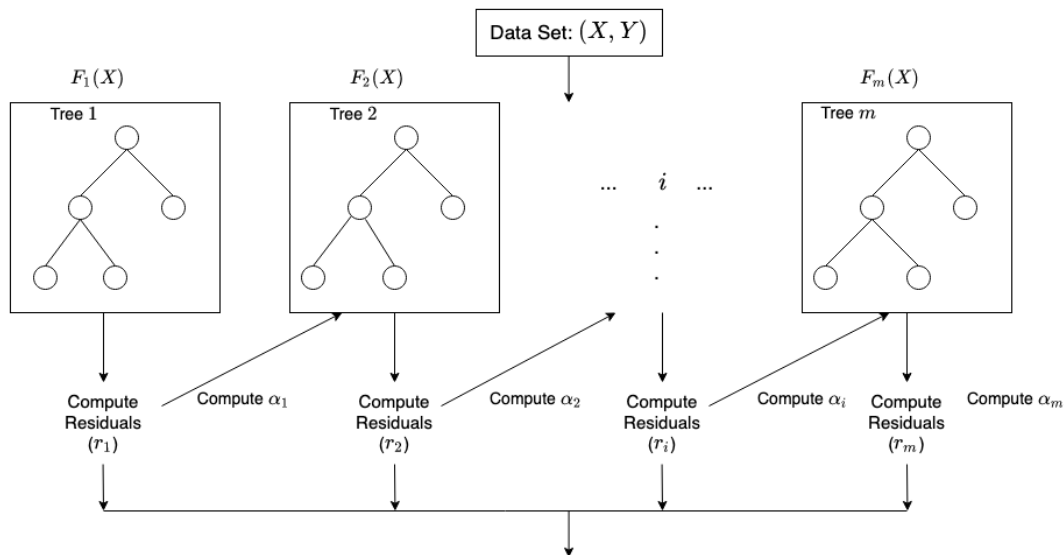 Data Set: (X, Y)
F₁(X)
F₂(X)
Fₘ(X)
Tree 1
Tree 2
Tree m
... i ...
.
.
.
Compute
Residuals
(r₁)
Compute α₁
Compute
Residuals
(r₂)
Compute α₂
Compute
Residuals
(rᵢ)
Compute αᵢ
Compute
Residuals
(rₘ)
Compute αₘ